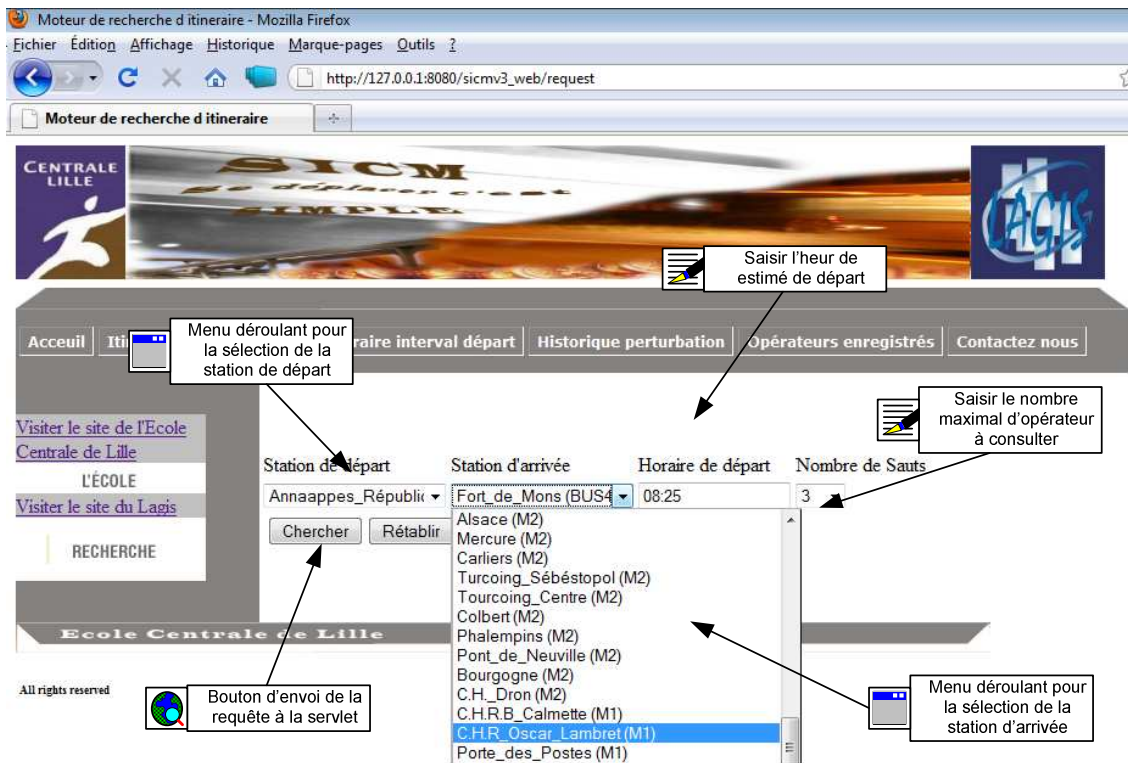 Moteur de recherche d itineraire - Mozilla Firefox
Fichier Édition Affichage Historique Marque-pages Outils ?
http://127.0.0.1:8080/sicmv3_web/request
Moteur de recherche d itineraire
CENTRALE
LILLE
SICM
se déplacer c'est
SIMPLE
LAGIS
Saisir l'heur de
estimé de départ
Accueil
Menu déroulant pour
la sélection de la
station de départ
interval départ
Historique perturbation
Opérateurs enregistrés
Contactez nous
Saisir le nombre
maximal d'opérateur
à consulter
Visiter le site de l'Ecole
Centrale de Lille
L'ÉCOLE
Visiter le site du Lagis
RECHERCHE
Station de départ Station d'arrivée Horaire de départ Nombre de Sauts
Annaappes_Républic Fort_de_Mons (BUS4 08:25 3
Chercher Rétablir
Alsace (M2)
Mercure (M2)
Carliers (M2)
Turcoing_Sébéstopol (M2)
Tourcoing_Centre (M2)
Colbert (M2)
Phalempins (M2)
Pont_de_Neuville (M2)
Bourgogne (M2)
C.H._Dron (M2)
C.H.R.B_Calmette (M1)
C.H.R_Oscar_Lambret (M1)
Porte_des_Postes (M1)
Ecole Centrale de Lille
All rights reserved
Bouton d'envoi de la
requête à la servlet
Menu déroulant pour
la sélection de la
station d'arrivée